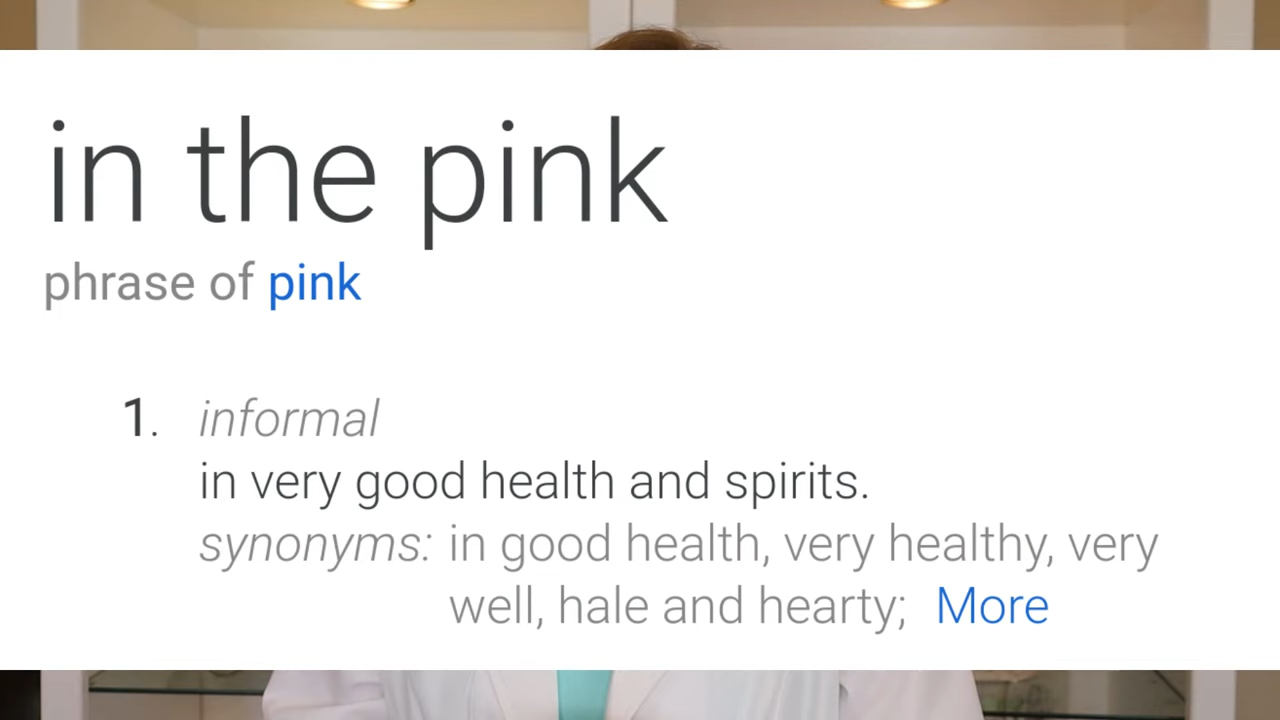 in the pink
phrase of pink
1. informal
in very good health and spirits.
synonyms: in good health, very healthy, very
well, hale and hearty; More